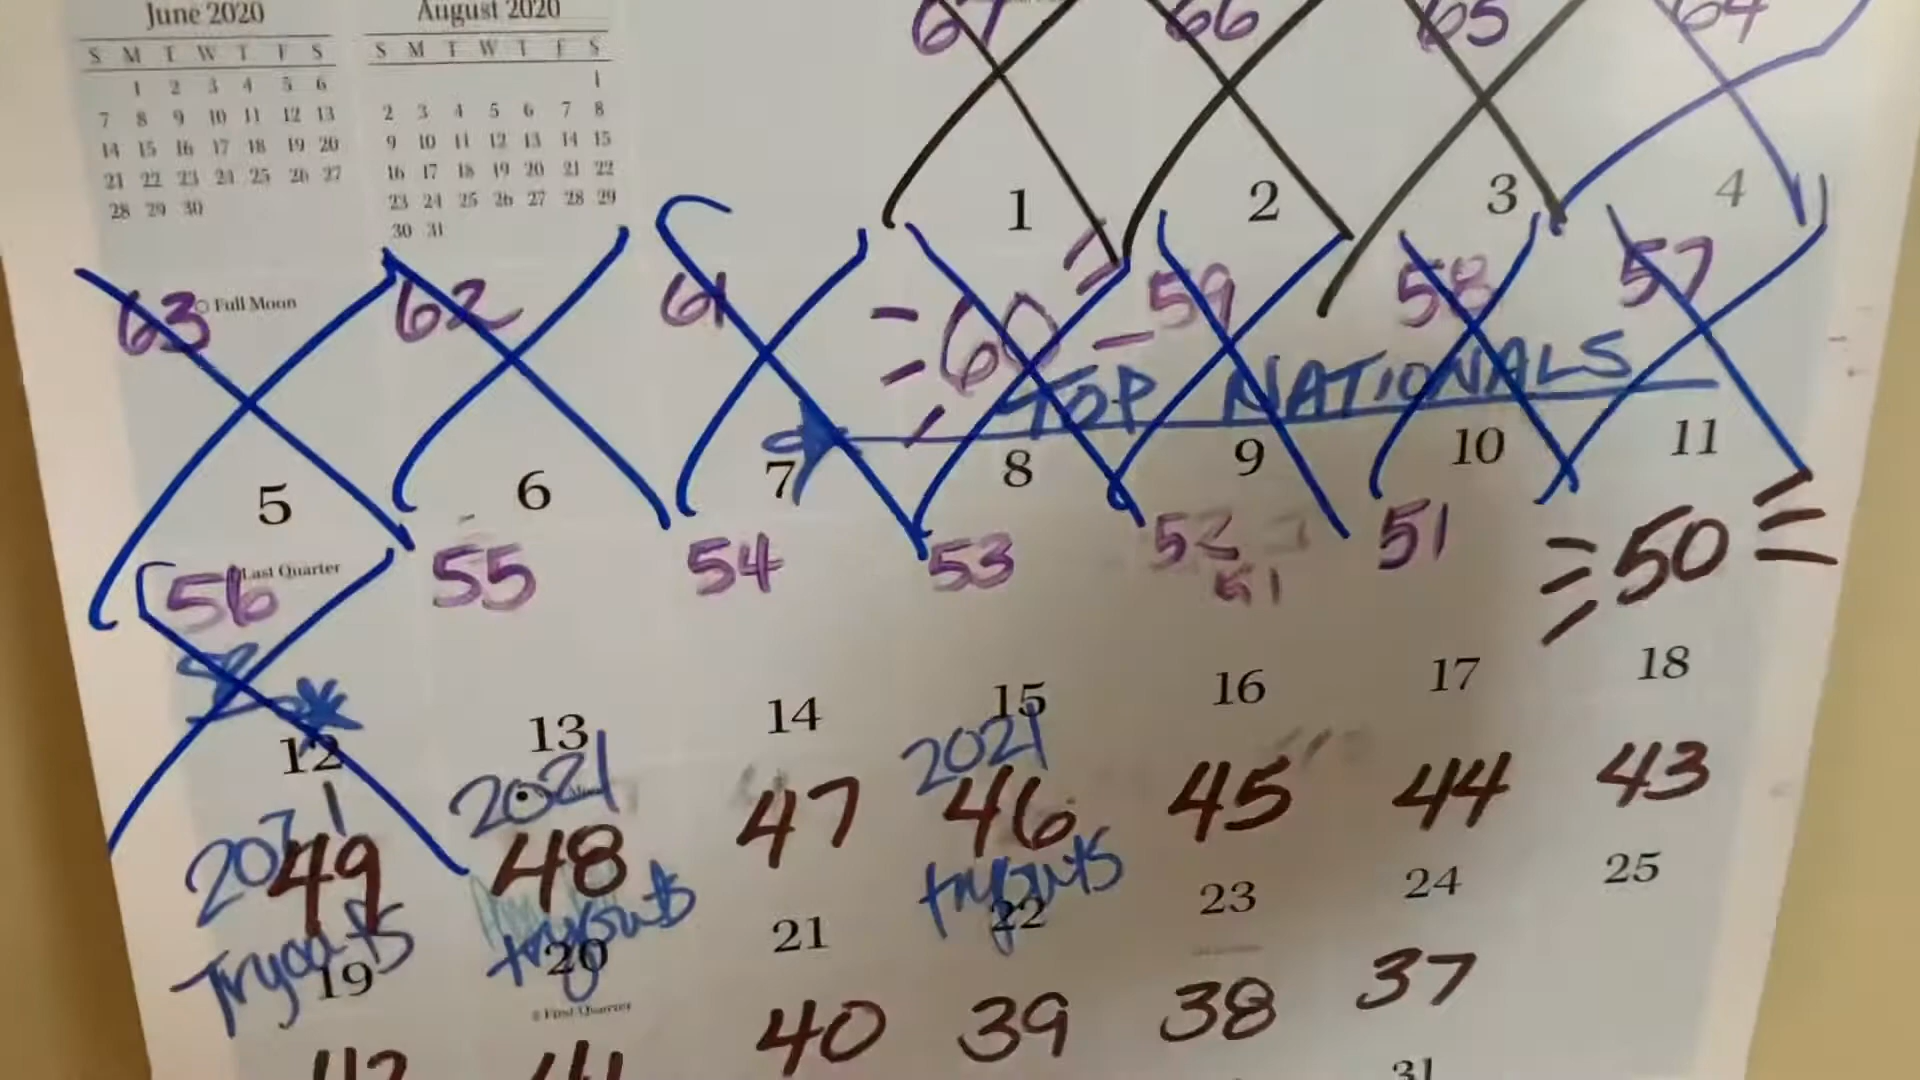 June 2020 August 2020
S M T W T F S S M T W T F S
1 2 3 4 5 6 1
7 8 9 10 11 12 13 2 3 4 5 6 7 8
14 15 16 17 18 19 20 9 10 11 12 13 14 15
21 22 23 24 25 26 27 16 17 18 19 20 21 22
28 29 30 23 24 25 26 27 28 29
30 31
67 66 65 64
1 2 3 4
63 Full Moon 62 61 60 59 58 57
TOP NATIONALS
5 6 7 8 9 10 11
56 Last Quarter 55 54 53 52 51 50
51
12 13 14 15 16 17 18
2021 2021 2021
49 48 47 46 45 44 43
Tryouts tryouts tryouts
19 20 21 22 23 24 25
First Quarter
42 41 40 39 38 37
31